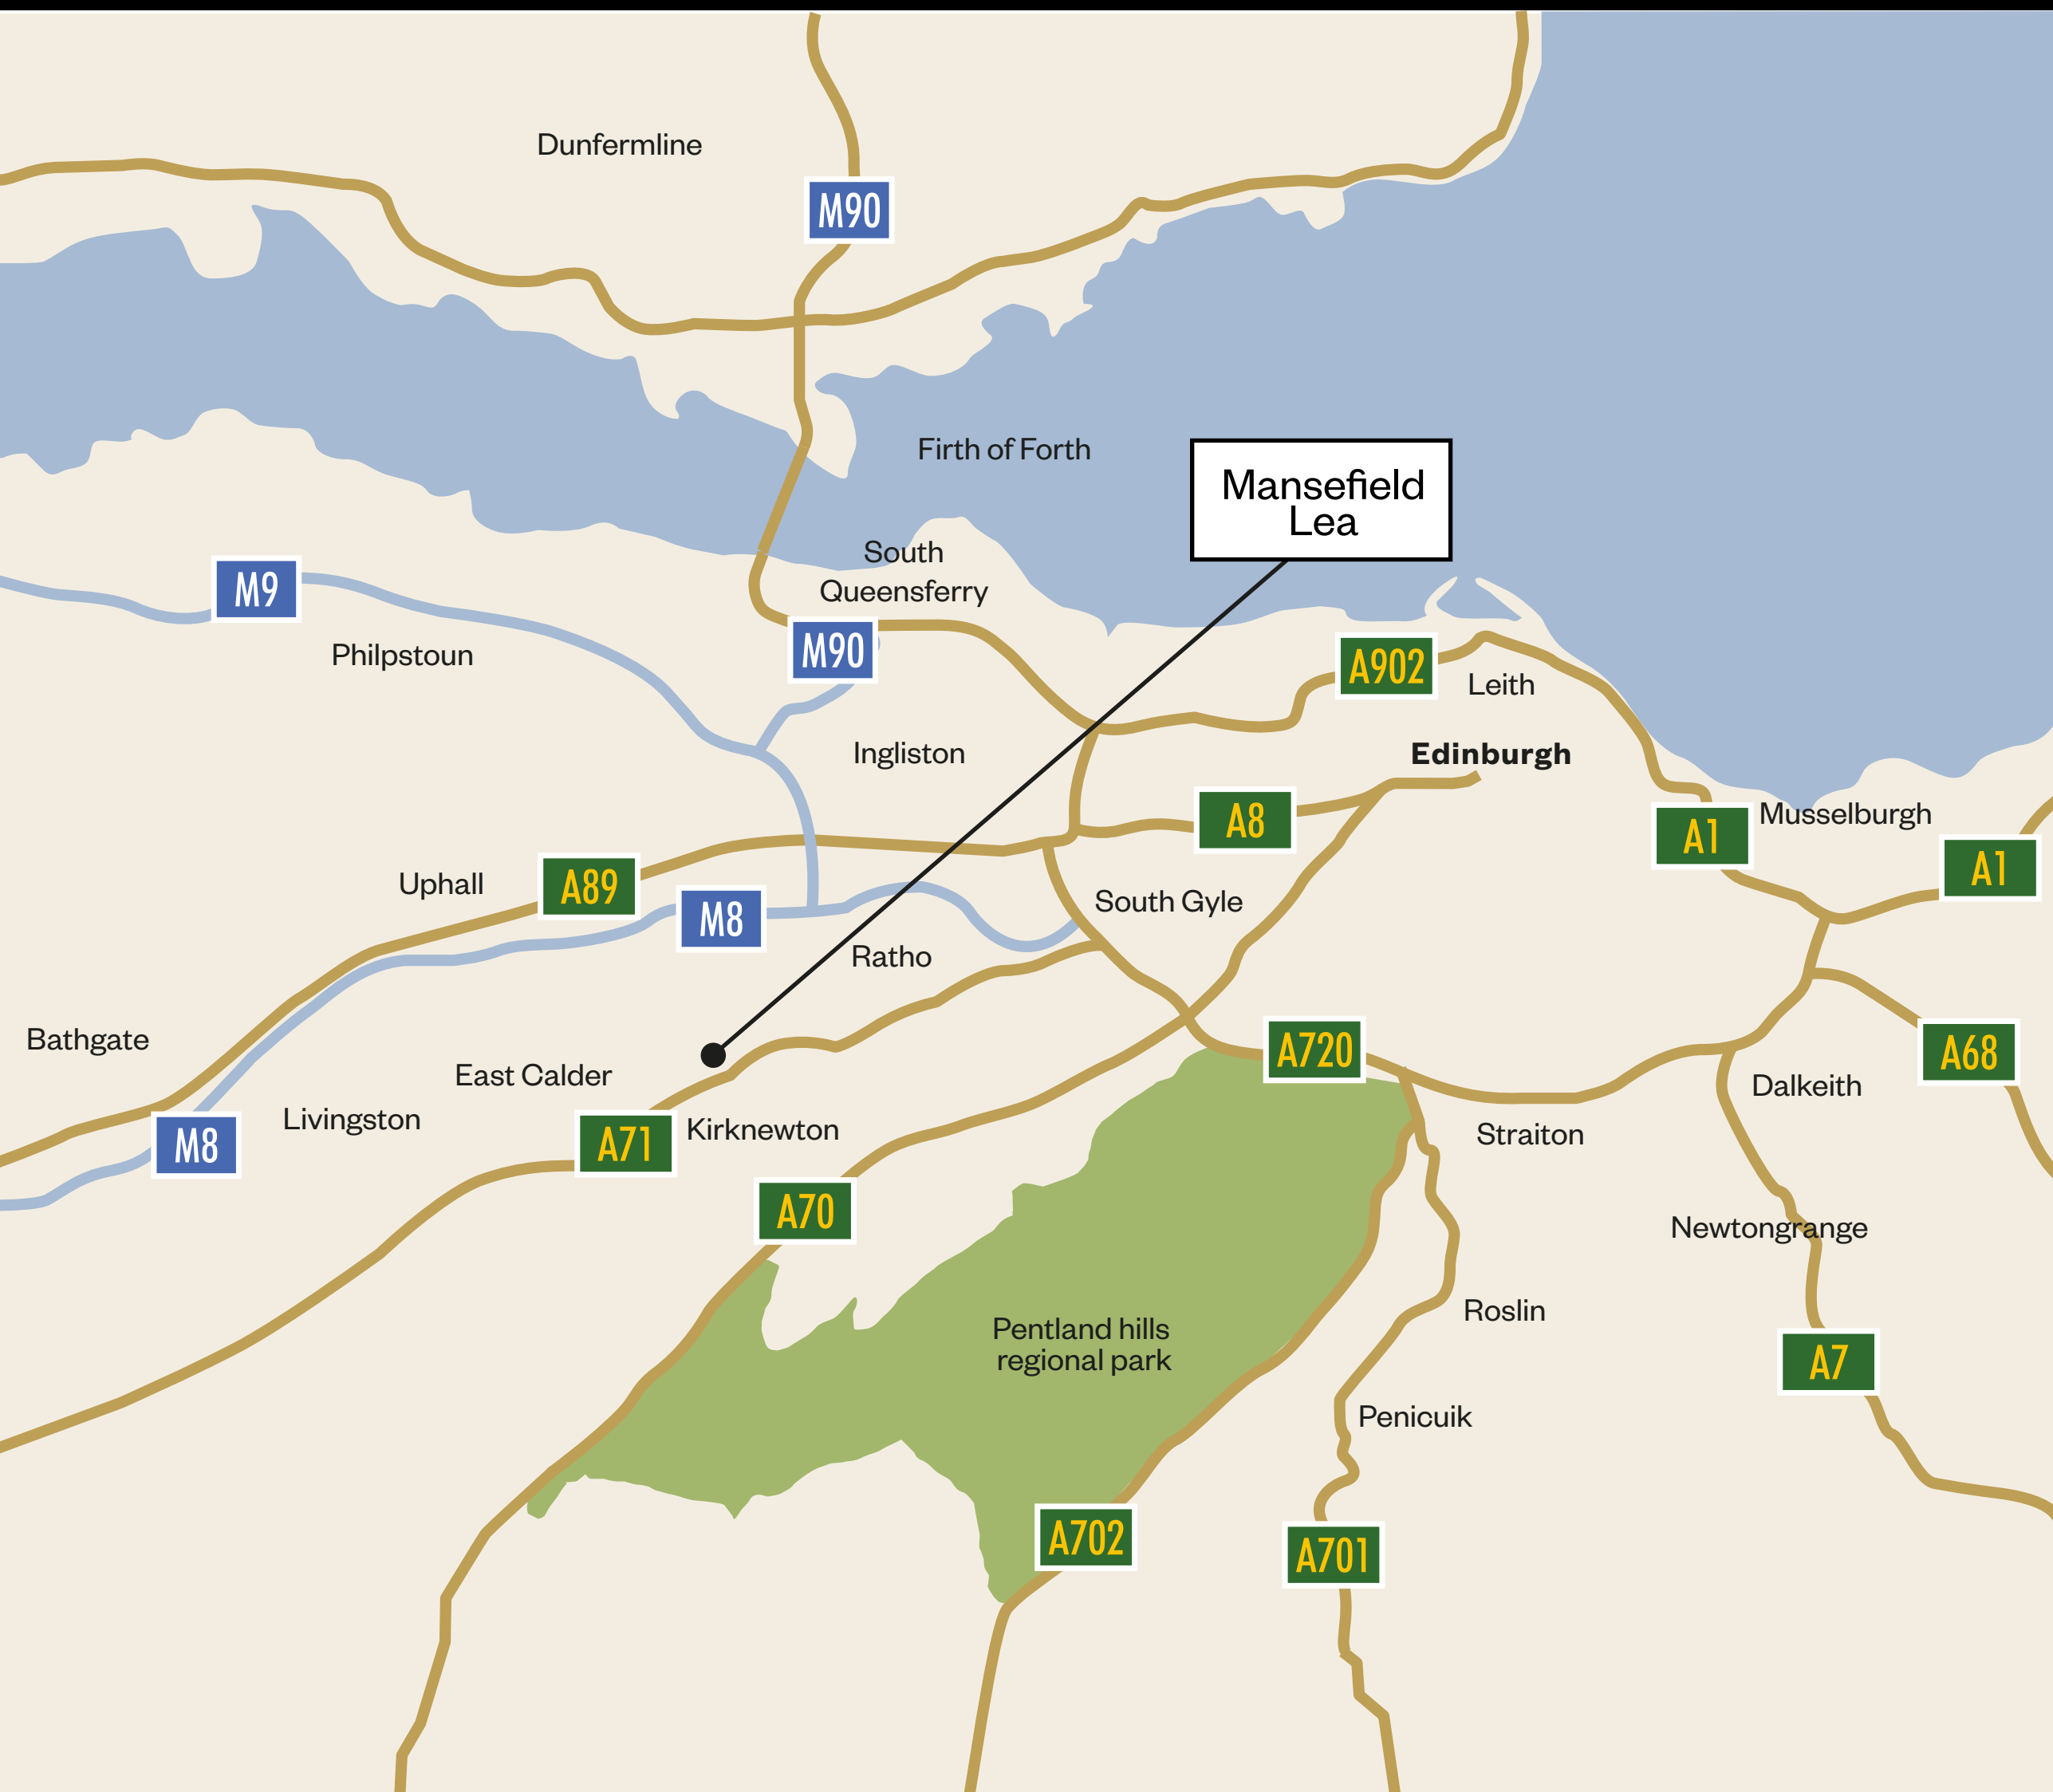 Dunfermline
M90
Firth of Forth
Mansefield
Lea
South
Queensferry
M9
M90
Philpstoun
A902
Leith
Ingliston
Edinburgh
A8
A1
Musselburgh
A1
Uphall
A89
M8
South Gyle
Ratho
Bathgate
East Calder
A720
A68
Dalkeith
Livingston
M8
A71
Kirknewton
Straiton
A70
Newtongrange
Roslin
Pentland hills
regional park
A7
Penicuik
A702
A701